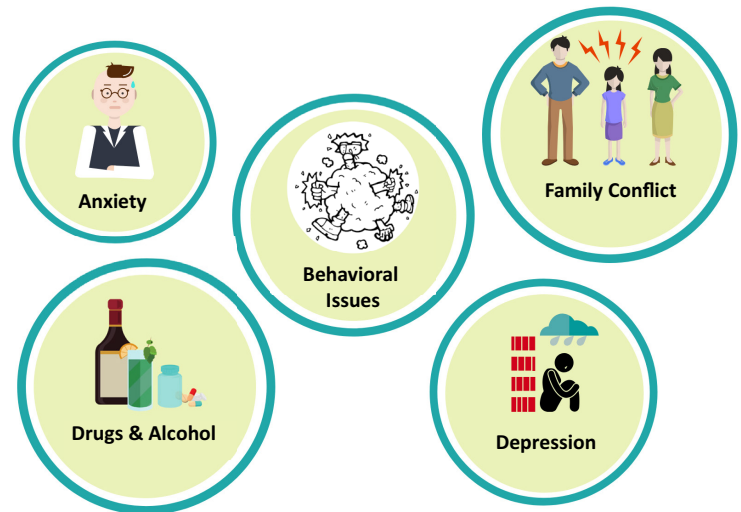 Anxiety
Family Conflict
Behavioral
Issues
Drugs & Alcohol
Depression